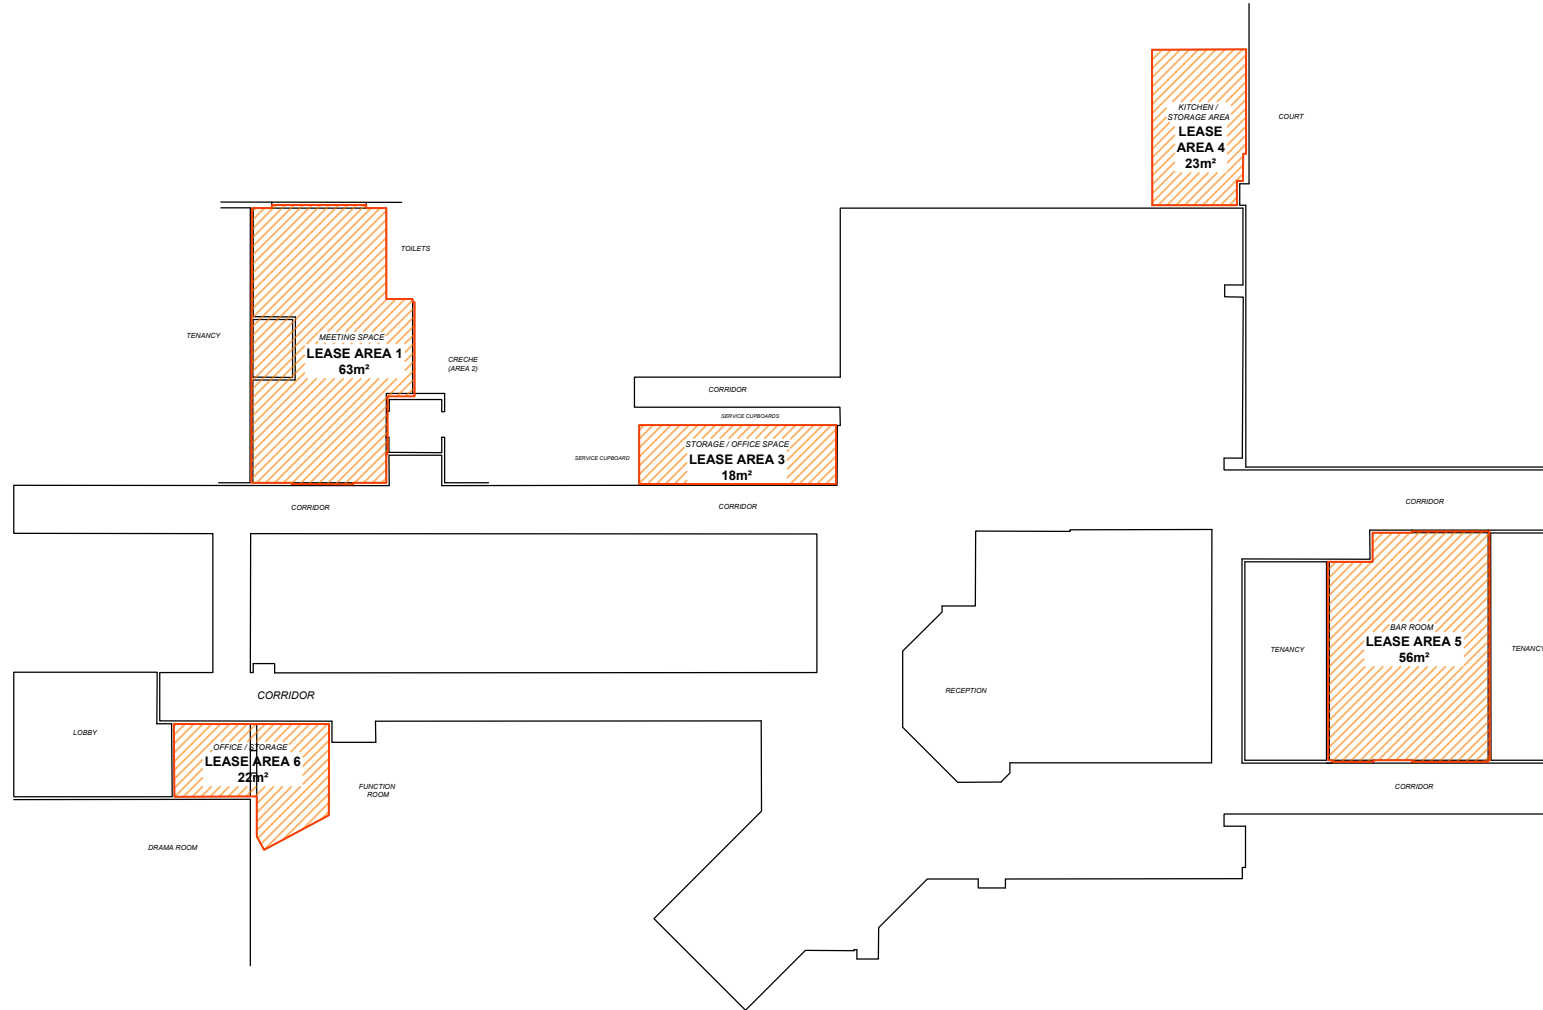 KITCHEN /
STORAGE AREA
LEASE
AREA 4
23m²
COURT
TOILETS
TENANCY
MEETING SPACE
LEASE AREA 1
63m²
CRECHE
(AREA 2)
CORRIDOR
SERVICE CUPBOARDS
STORAGE / OFFICE SPACE
LEASE AREA 3
18m²
SERVICE CUPBOARD
CORRIDOR
CORRIDOR
CORRIDOR
BAR ROOM
LEASE AREA 5
56m²
TENANCY
TENANCY
RECEPTION
CORRIDOR
LOBBY
OFFICE / STORAGE
LEASE AREA 6
22m²
FUNCTION
ROOM
CORRIDOR
DRAMA ROOM